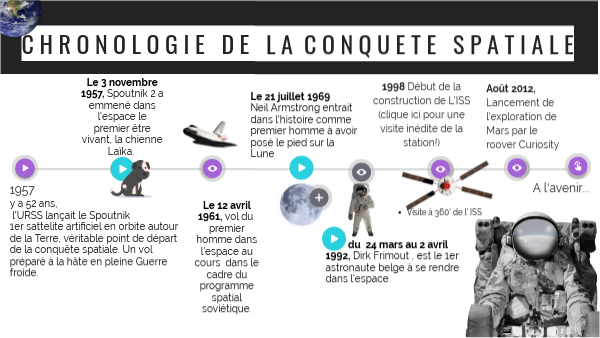 CHRONOLOGIE DE LA CONQUETE SPATIALE
Le 3 novembre
1957, Spoutnik 2 a
emmené dans
l'espace le
premier être
vivant, la chienne
Laïka.
Le 21 juillet 1969
Neil Armstrong entrait
dans l'histoire comme
premier homme à avoir
posé le pied sur la
Lune
1998 Début de la
construction de L'ISS
(clique ici pour une
visite inédite de la
station!)
Août 2012,
Lancement de
l'exploration de
Mars par le
roover Curiosity
1957
y a 52 ans,
l'URSS lançait le Spoutnik
1er sattelite artificiel en orbite autour
de la Terre, véritable point de départ
de la conquête spatiale. Un vol
préparé à la hâte en pleine Guerre
froide.
Le 12 avril
1961, vol du
premier
homme dans
l'espace au
cours dans le
cadre du
programme
spatial
soviétique.
• Visite à 360° de l' ISS
du 24 mars au 2 avril
1992, Dirk Frimout , est le 1er
astronaute belge à se rendre
dans l'espace
A l'avenir...